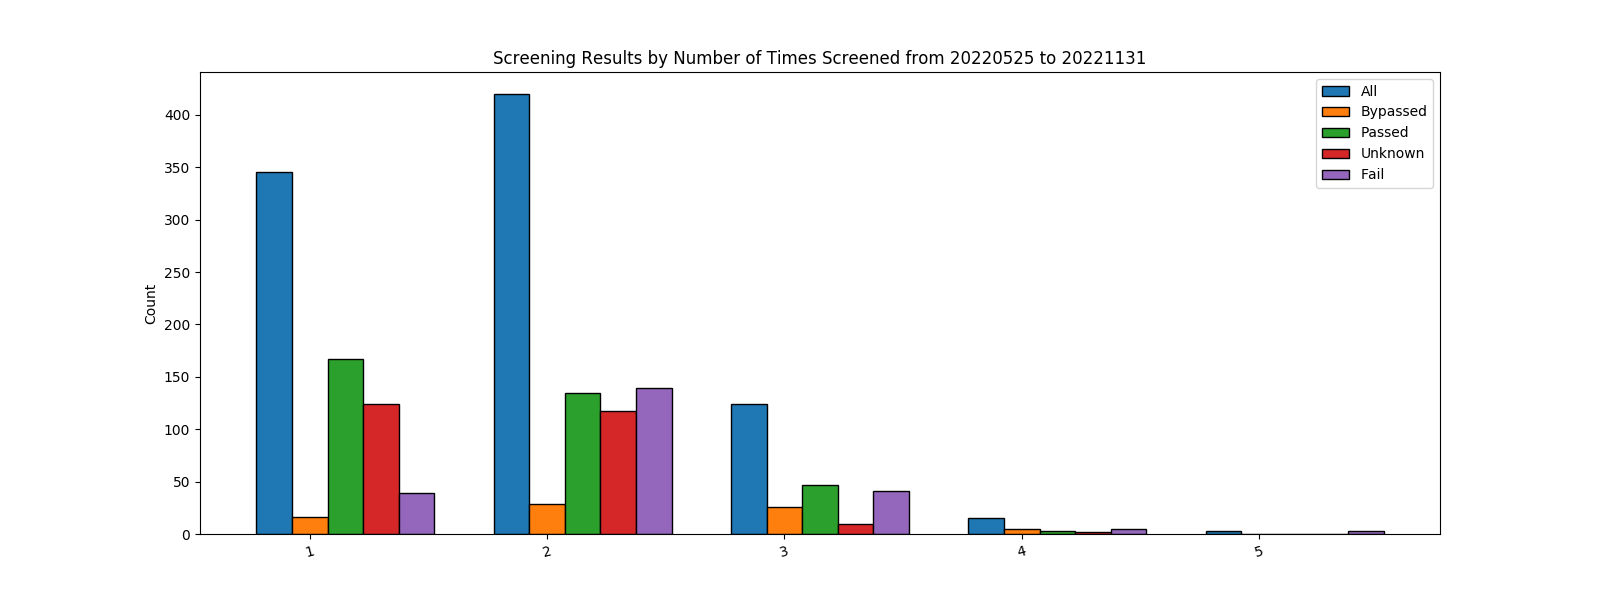 Screening Results by Number of Times Screened from 20220525 to 20221131
All
Bypassed
Passed
Unknown
Fail
Count
400
350
300
250
200
150
100
50
0
1
2
3
4
5